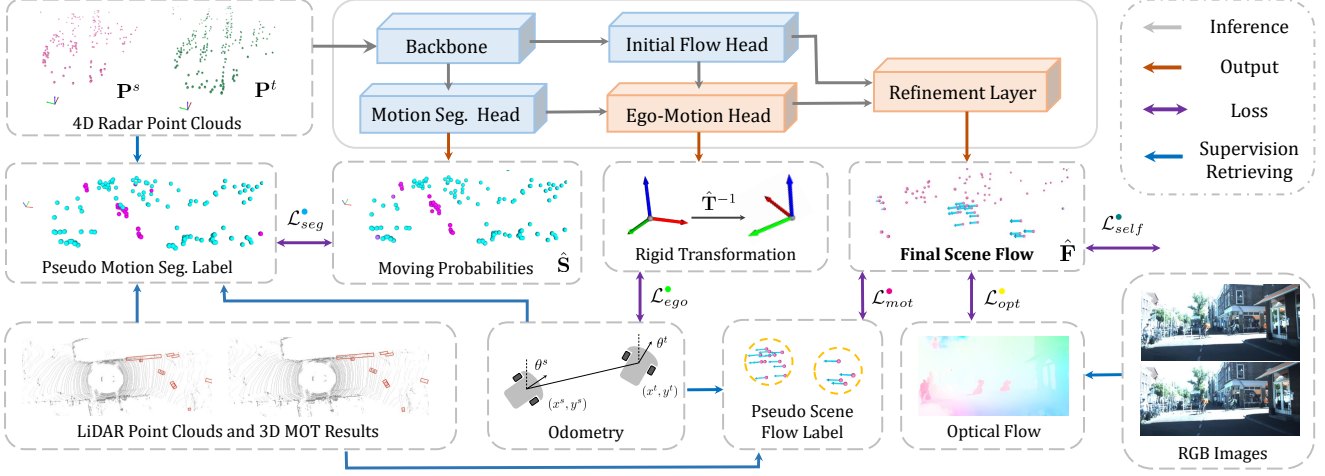 Backbone
Initial Flow Head
Motion Seg. Head
Ego-Motion Head
Refinement Layer
Inference
Output
Loss
Supervision
Retrieving
P^s
P^t
4D Radar Point Clouds
Pseudo Motion Seg. Label
ℒ_seg
Moving Probabilities
Ŝ
T̂⁻¹
Rigid Transformation
Final Scene Flow
F̂
ℒ_self
ℒ_ego
ℒ_mot
ℒ_opt
LiDAR Point Clouds and 3D MOT Results
θ^s
θ^t
(x^s, y^s)
(x^t, y^t)
Odometry
Pseudo Scene
Flow Label
Optical Flow
RGB Images